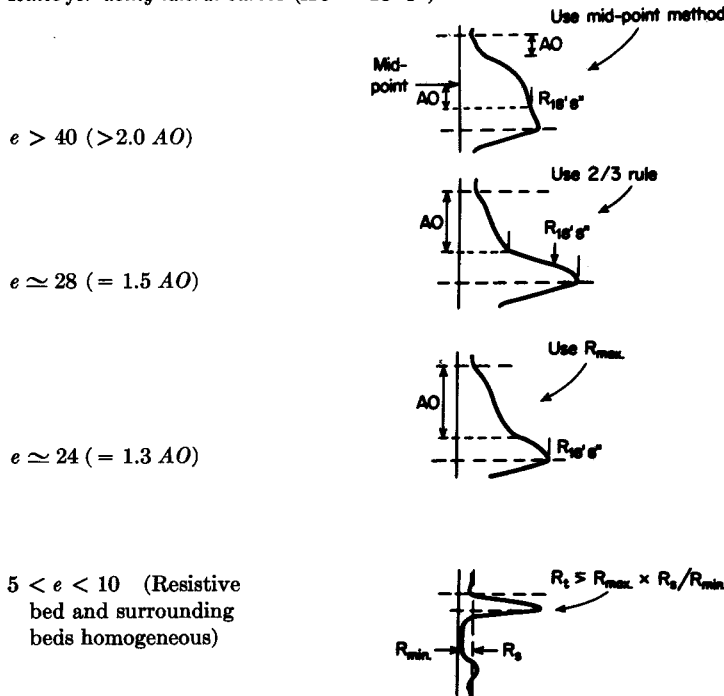 Use mid-point method
AO
Mid-
point
AO
R18'8"
e > 40 (>2.0 AO)
Use 2/3 rule
AO
R18'8"
e ≃ 28 ( = 1.5 AO)
Use Rmax.
AO
R18'8"
e ≃ 24 ( = 1.3 AO)
5 < e < 10 (Resistive
bed and surrounding
beds homogeneous)
Rt ≦ Rmax. × Rs/Rmin.
Rmin.
Rs